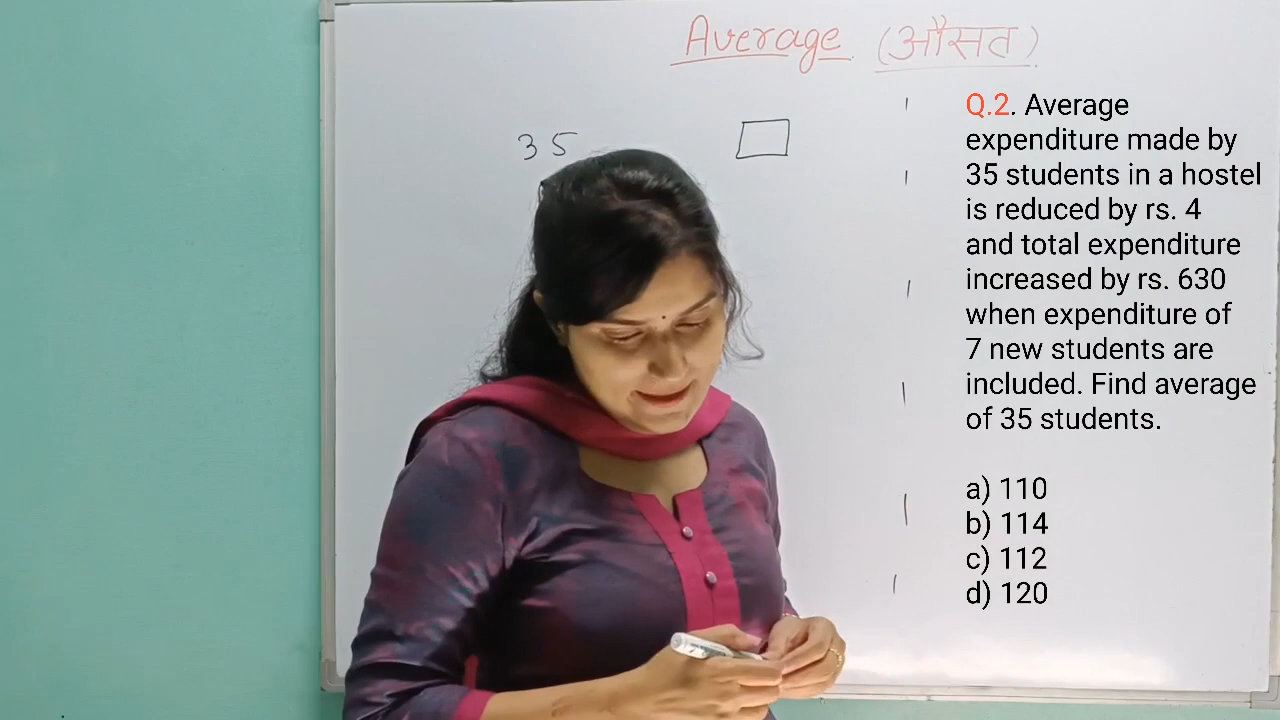 Average (औसत)
35
Q.2. Average
expenditure made by
35 students in a hostel
is reduced by rs. 4
and total expenditure
increased by rs. 630
when expenditure of
7 new students are
included. Find average
of 35 students.
a) 110
b) 114
c) 112
d) 120